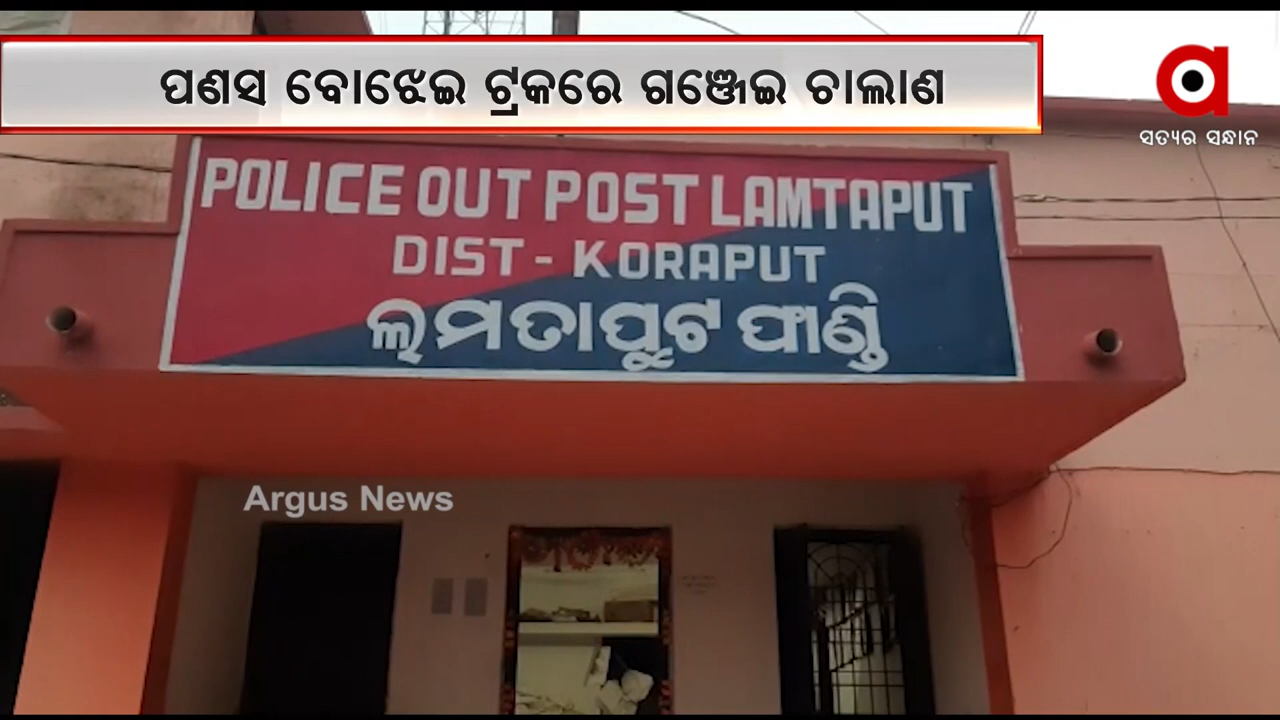 ପଣସ ବୋଝେଇ ଟ୍ରକରେ ଗଞ୍ଜେଇ ଚାଲାଣ
ସତ୍ୟର ସନ୍ଧାନ
POLICE OUT POST LAMTAPUT
DIST - KORAPUT
ଲମତାପୁଟ ଫାଣ୍ଡି
Argus News